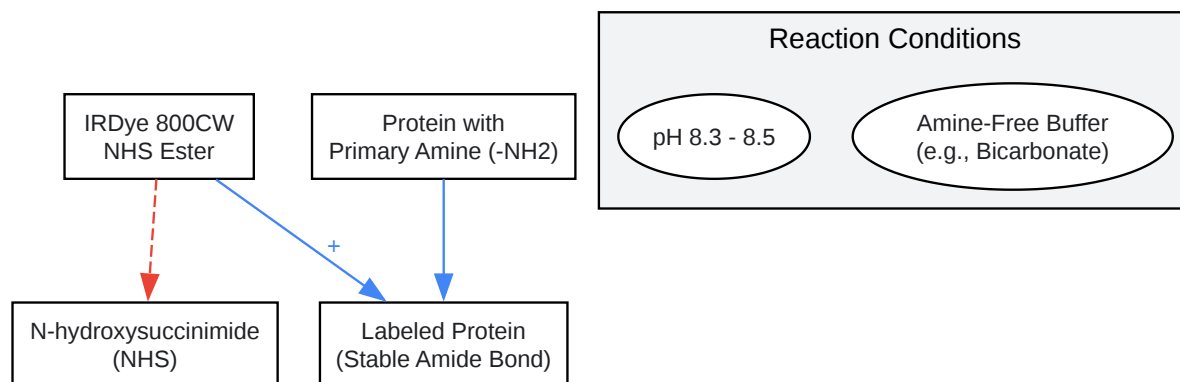 Reaction Conditions
IRDye 800CW
NHS Ester
Protein with
Primary Amine (-NH2)
pH 8.3 - 8.5
Amine-Free Buffer
(e.g., Bicarbonate)
+
N-hydroxysuccinimide
(NHS)
Labeled Protein
(Stable Amide Bond)